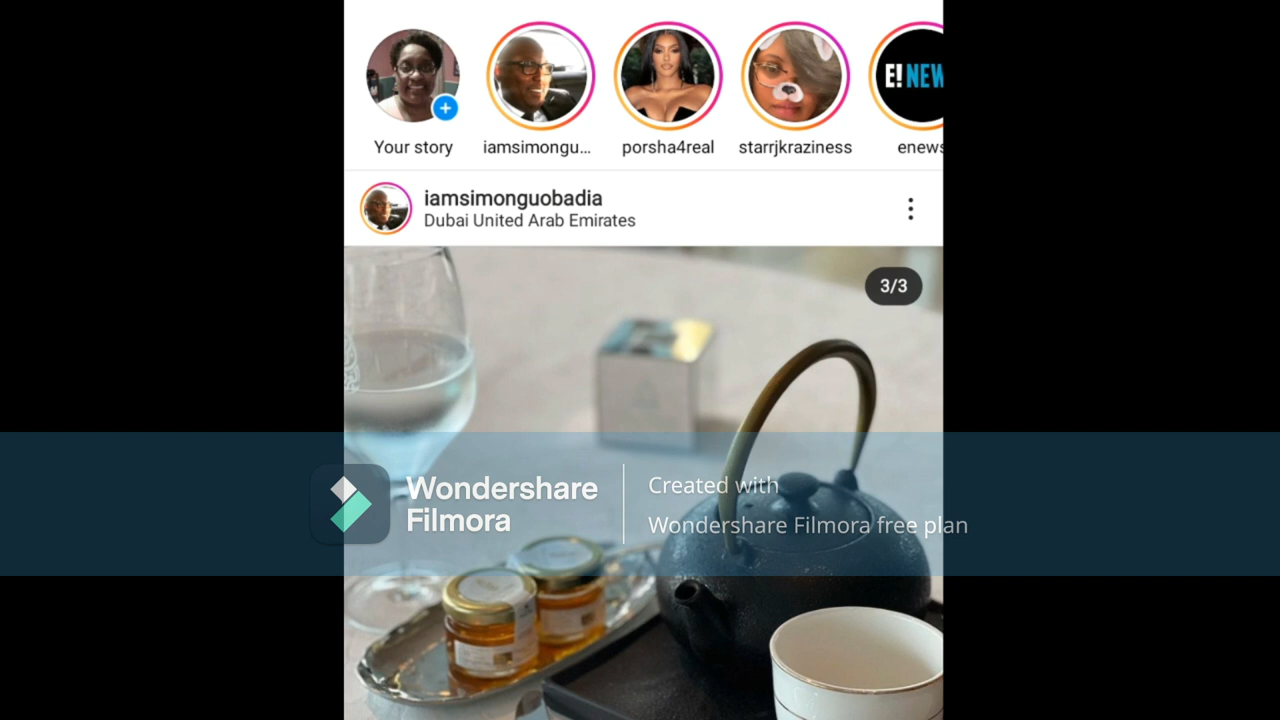 Your story
iamsimongu...
porsha4real
starrjkraziness
enews
E! NEW
iamsimonguobadia
Dubai United Arab Emirates
3/3
Wondershare
Filmora
Created with
Wondershare Filmora free plan